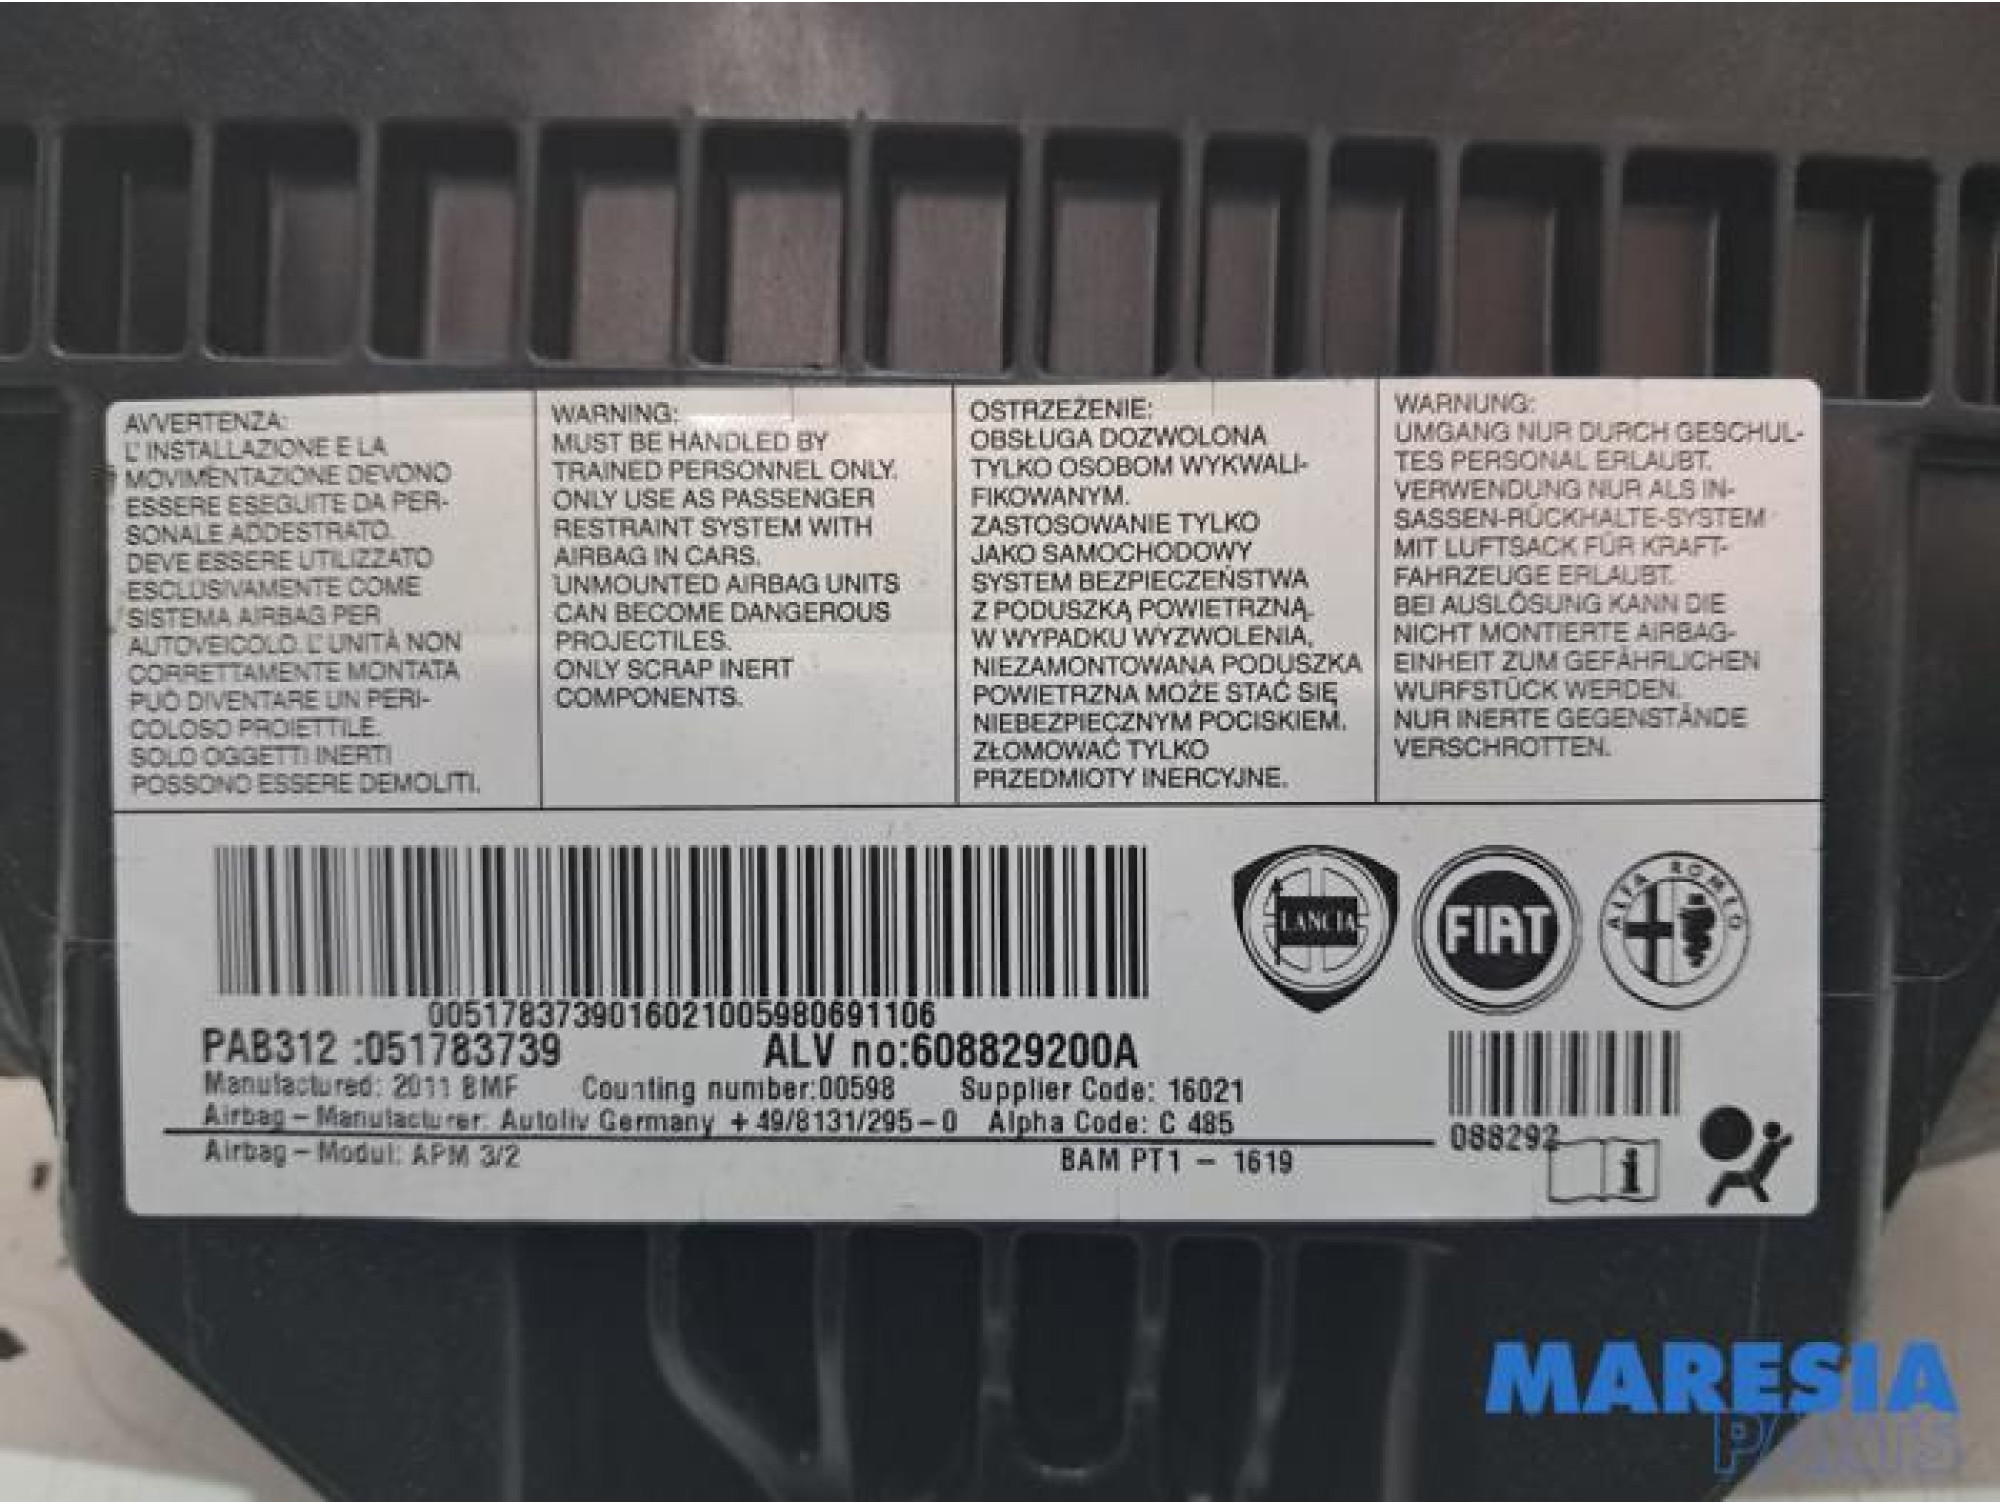 AVVERTENZA:
L' INSTALLAZIONE E LA
MOVIMENTAZIONE DEVONO
ESSERE ESEGUITE DA PER-
SONALE ADDESTRATO.
DEVE ESSERE UTILIZZATO
ESCLUSIVAMENTE COME
SISTEMA AIRBAG PER
AUTOVEICOLO. L' UNITÀ NON
CORRETTAMENTE MONTATA
PUÒ DIVENTARE UN PERI-
COLOSO PROIETTILE.
SOLO OGGETTI INERTI
POSSONO ESSERE DEMOLITI.
WARNING:
MUST BE HANDLED BY
TRAINED PERSONNEL ONLY.
ONLY USE AS PASSENGER
RESTRAINT SYSTEM WITH
AIRBAG IN CARS.
UNMOUNTED AIRBAG UNITS
CAN BECOME DANGEROUS
PROJECTILES.
ONLY SCRAP INERT
COMPONENTS.
OSTRZEŻENIE:
OBSŁUGA DOZWOLONA
TYLKO OSOBOM WYKWALI-
FIKOWANYM.
ZASTOSOWANIE TYLKO
JAKO SAMOCHODOWY
SYSTEM BEZPIECZEŃSTWA
Z PODUSZKĄ POWIETRZNĄ.
W WYPADKU WYZWOLENIA,
NIEZAMONTOWANA PODUSZKA
POWIETRZNA MOŻE STAĆ SIĘ
NIEBEZPIECZNYM POCISKIEM.
ZŁOMOWAĆ TYLKO
PRZEDMIOTY INERCYJNE.
WARNUNG:
UMGANG NUR DURCH GESCHUL-
TES PERSONAL ERLAUBT.
VERWENDUNG NUR ALS IN-
SASSEN-RÜCKHALTE-SYSTEM
MIT LUFTSACK FÜR KRAFT-
FAHRZEUGE ERLAUBT.
BEI AUSLÖSUNG KANN DIE
NICHT MONTIERTE AIRBAG-
EINHEIT ZUM GEFÄHRLICHEN
WURFSTÜCK WERDEN.
NUR INERTE GEGENSTÄNDE
VERSCHROTTEN.
LANCIA
FIAT
ALFA ROMEO
0051783739016021005980691106
PAB312 :051783739 ALV no:608829200A
Manufactured: 2011 BMF Counting number:00598 Supplier Code: 16021
Airbag - Manufacturer: Autoliv Germany +49/8131/295-0 Alpha Code: C 485
Airbag - Modul: APM 3/2 BAM PT1 - 1619
088292
i
MARESIA
PARTS